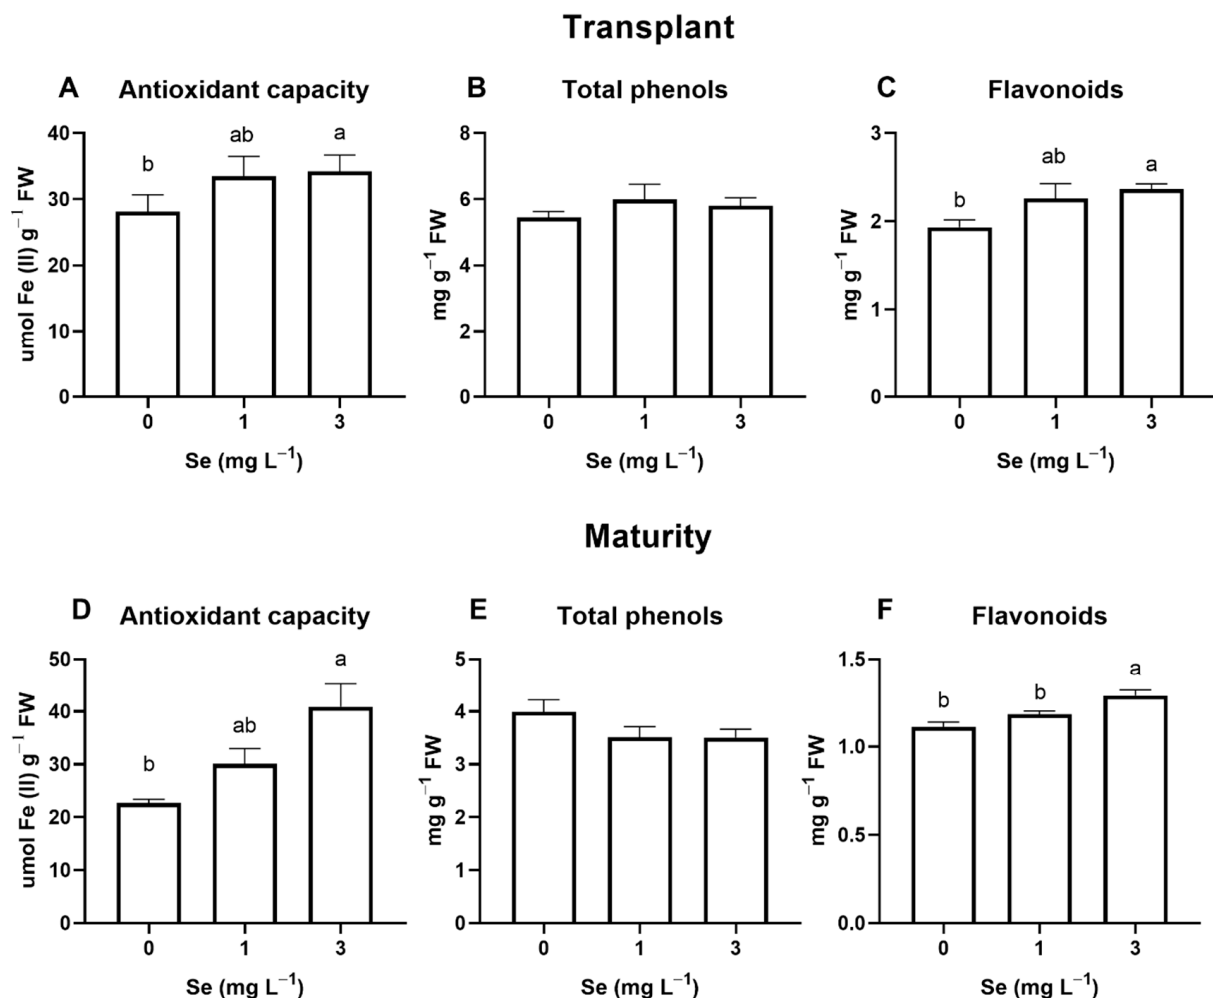 Transplant
A Antioxidant capacity
umol Fe (II) g⁻¹ FW
40
30
20
10
0
b
ab
a
0 1 3
Se (mg L⁻¹)
B Total phenols
mg g⁻¹ FW
8
6
4
2
0
0 1 3
Se (mg L⁻¹)
C Flavonoids
mg g⁻¹ FW
3
2
1
0
b
ab
a
0 1 3
Se (mg L⁻¹)
Maturity
D Antioxidant capacity
umol Fe (II) g⁻¹ FW
50
40
30
20
10
0
b
ab
a
0 1 3
Se (mg L⁻¹)
E Total phenols
mg g⁻¹ FW
5
4
3
2
1
0
0 1 3
Se (mg L⁻¹)
F Flavonoids
mg g⁻¹ FW
1.5
1.0
0.5
0.0
b
b
a
0 1 3
Se (mg L⁻¹)